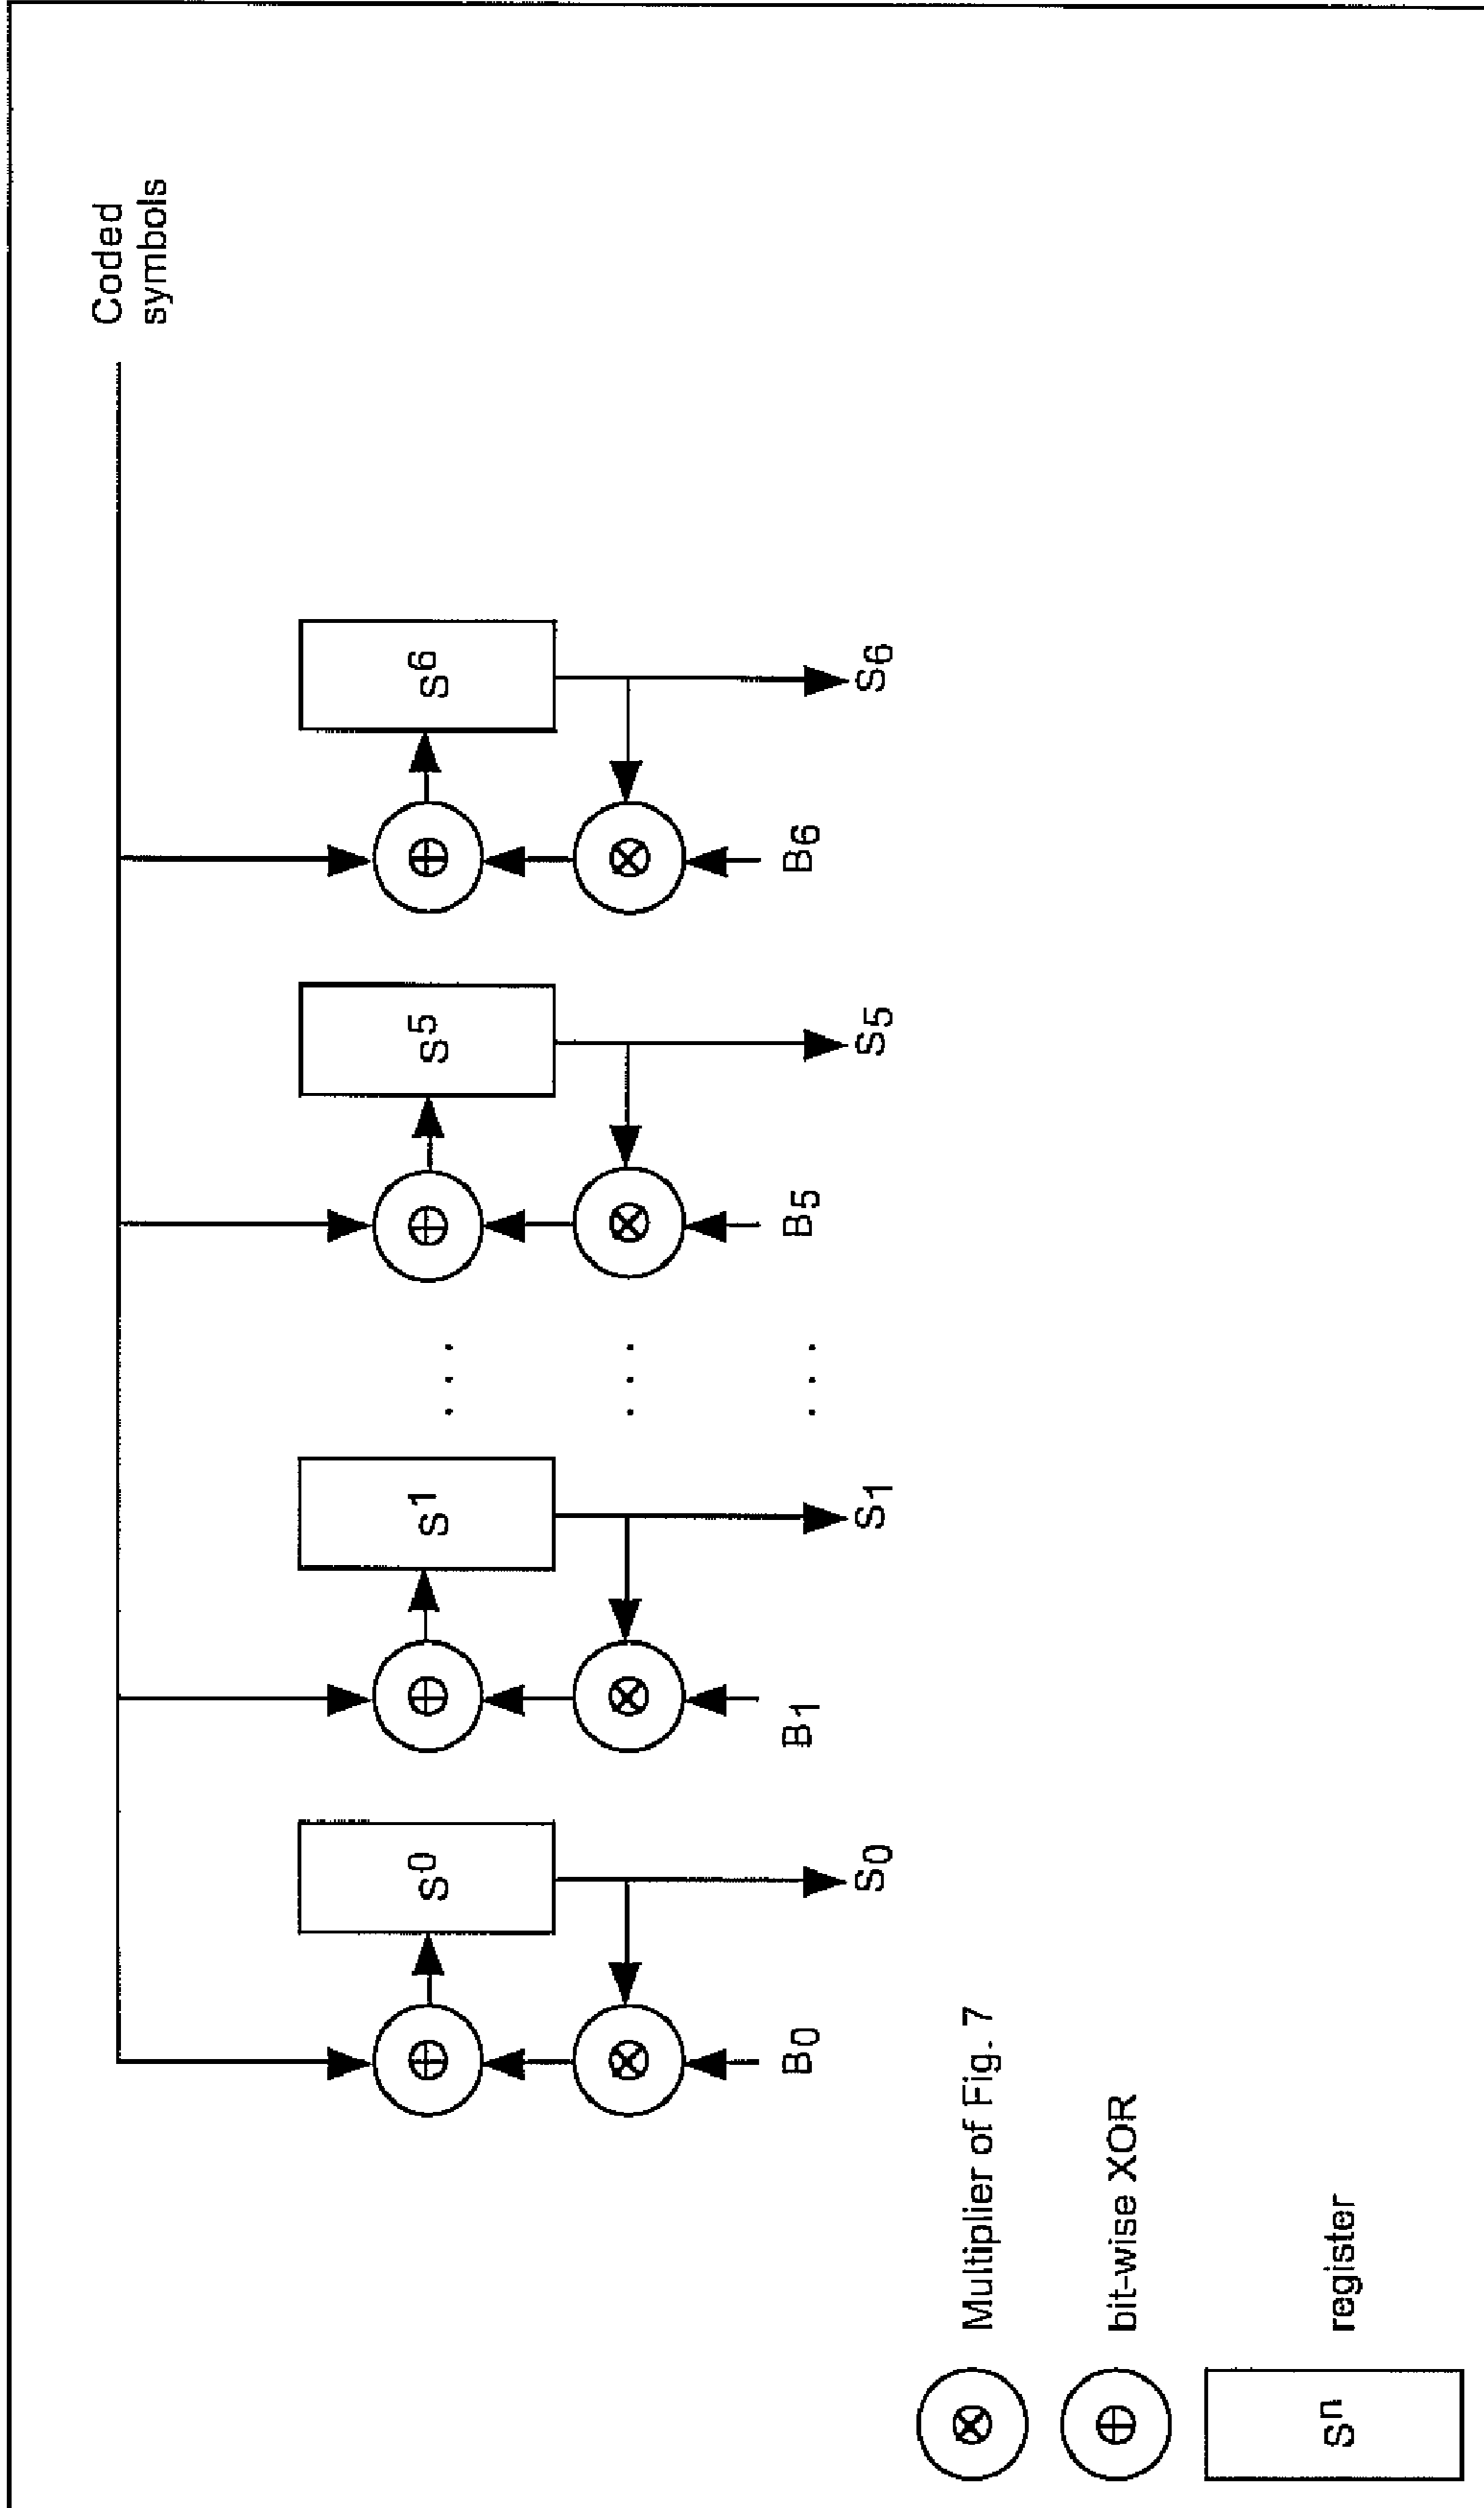 Coded
symbols
S⁰ S¹ S⁵ S⁶
B₀ B₁ B₅ B₆
. . .
. . .
. . .
S₀ S₁ S₅ S₆
⊗ Multiplier of Fig. 7
⊕ bit-wise XOR
Sⁿ register